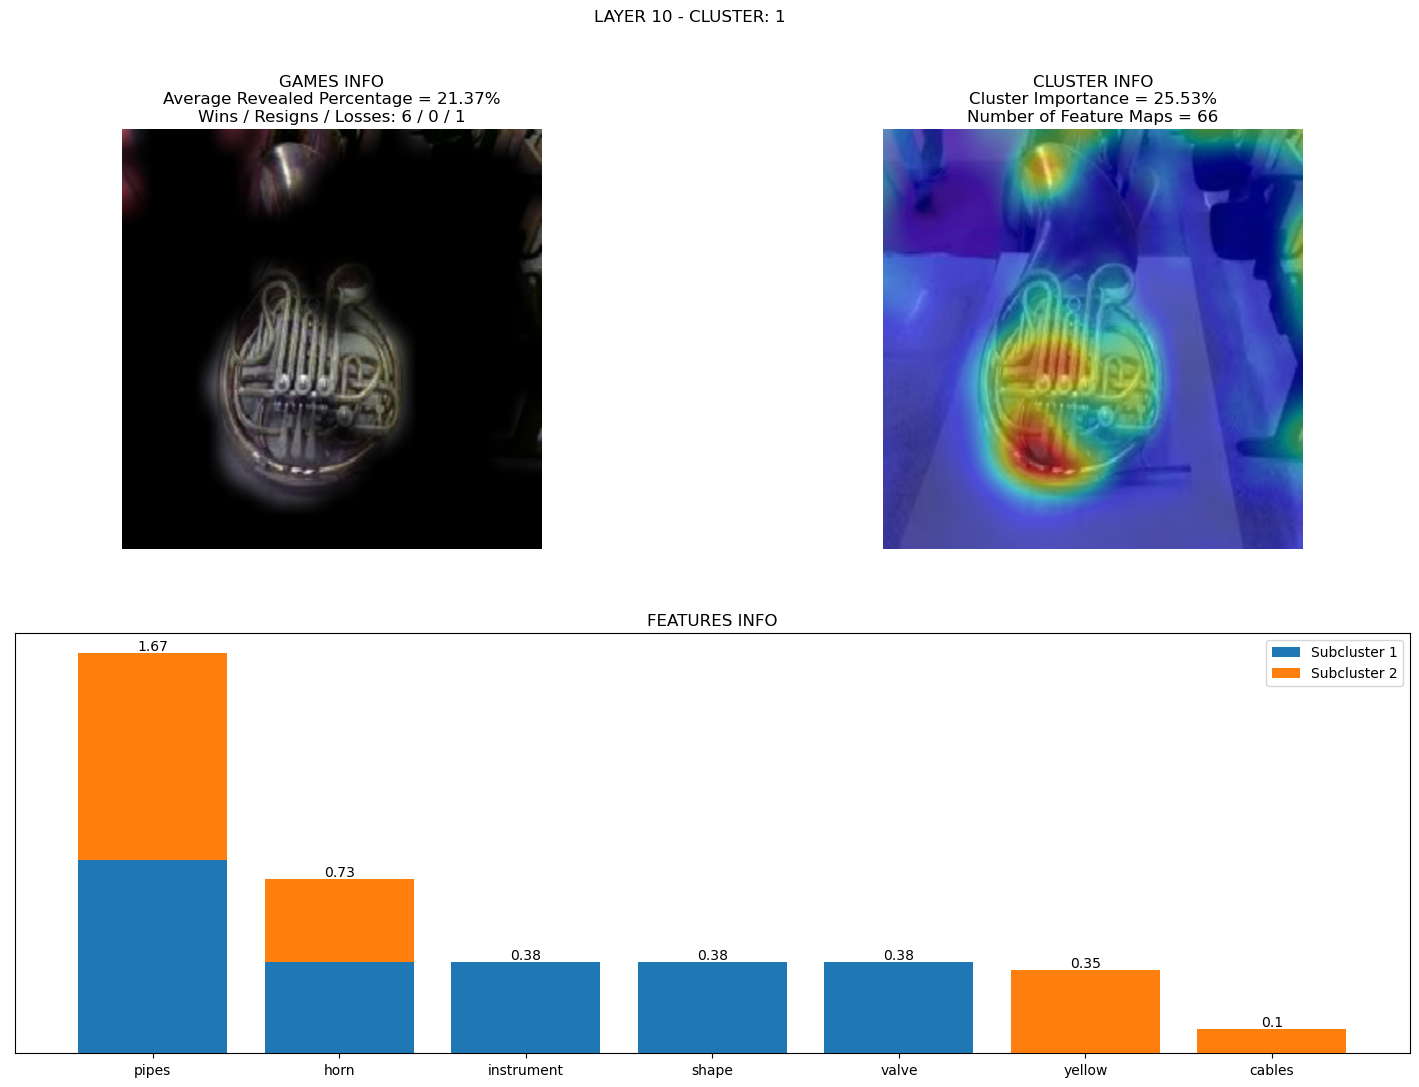 LAYER 10 - CLUSTER: 1
GAMES INFO
Average Revealed Percentage = 21.37%
Wins / Resigns / Losses: 6 / 0 / 1
CLUSTER INFO
Cluster Importance = 25.53%
Number of Feature Maps = 66
FEATURES INFO
Subcluster 1
Subcluster 2
1.67
0.73
0.38
0.38
0.38
0.35
0.1
pipes
horn
instrument
shape
valve
yellow
cables